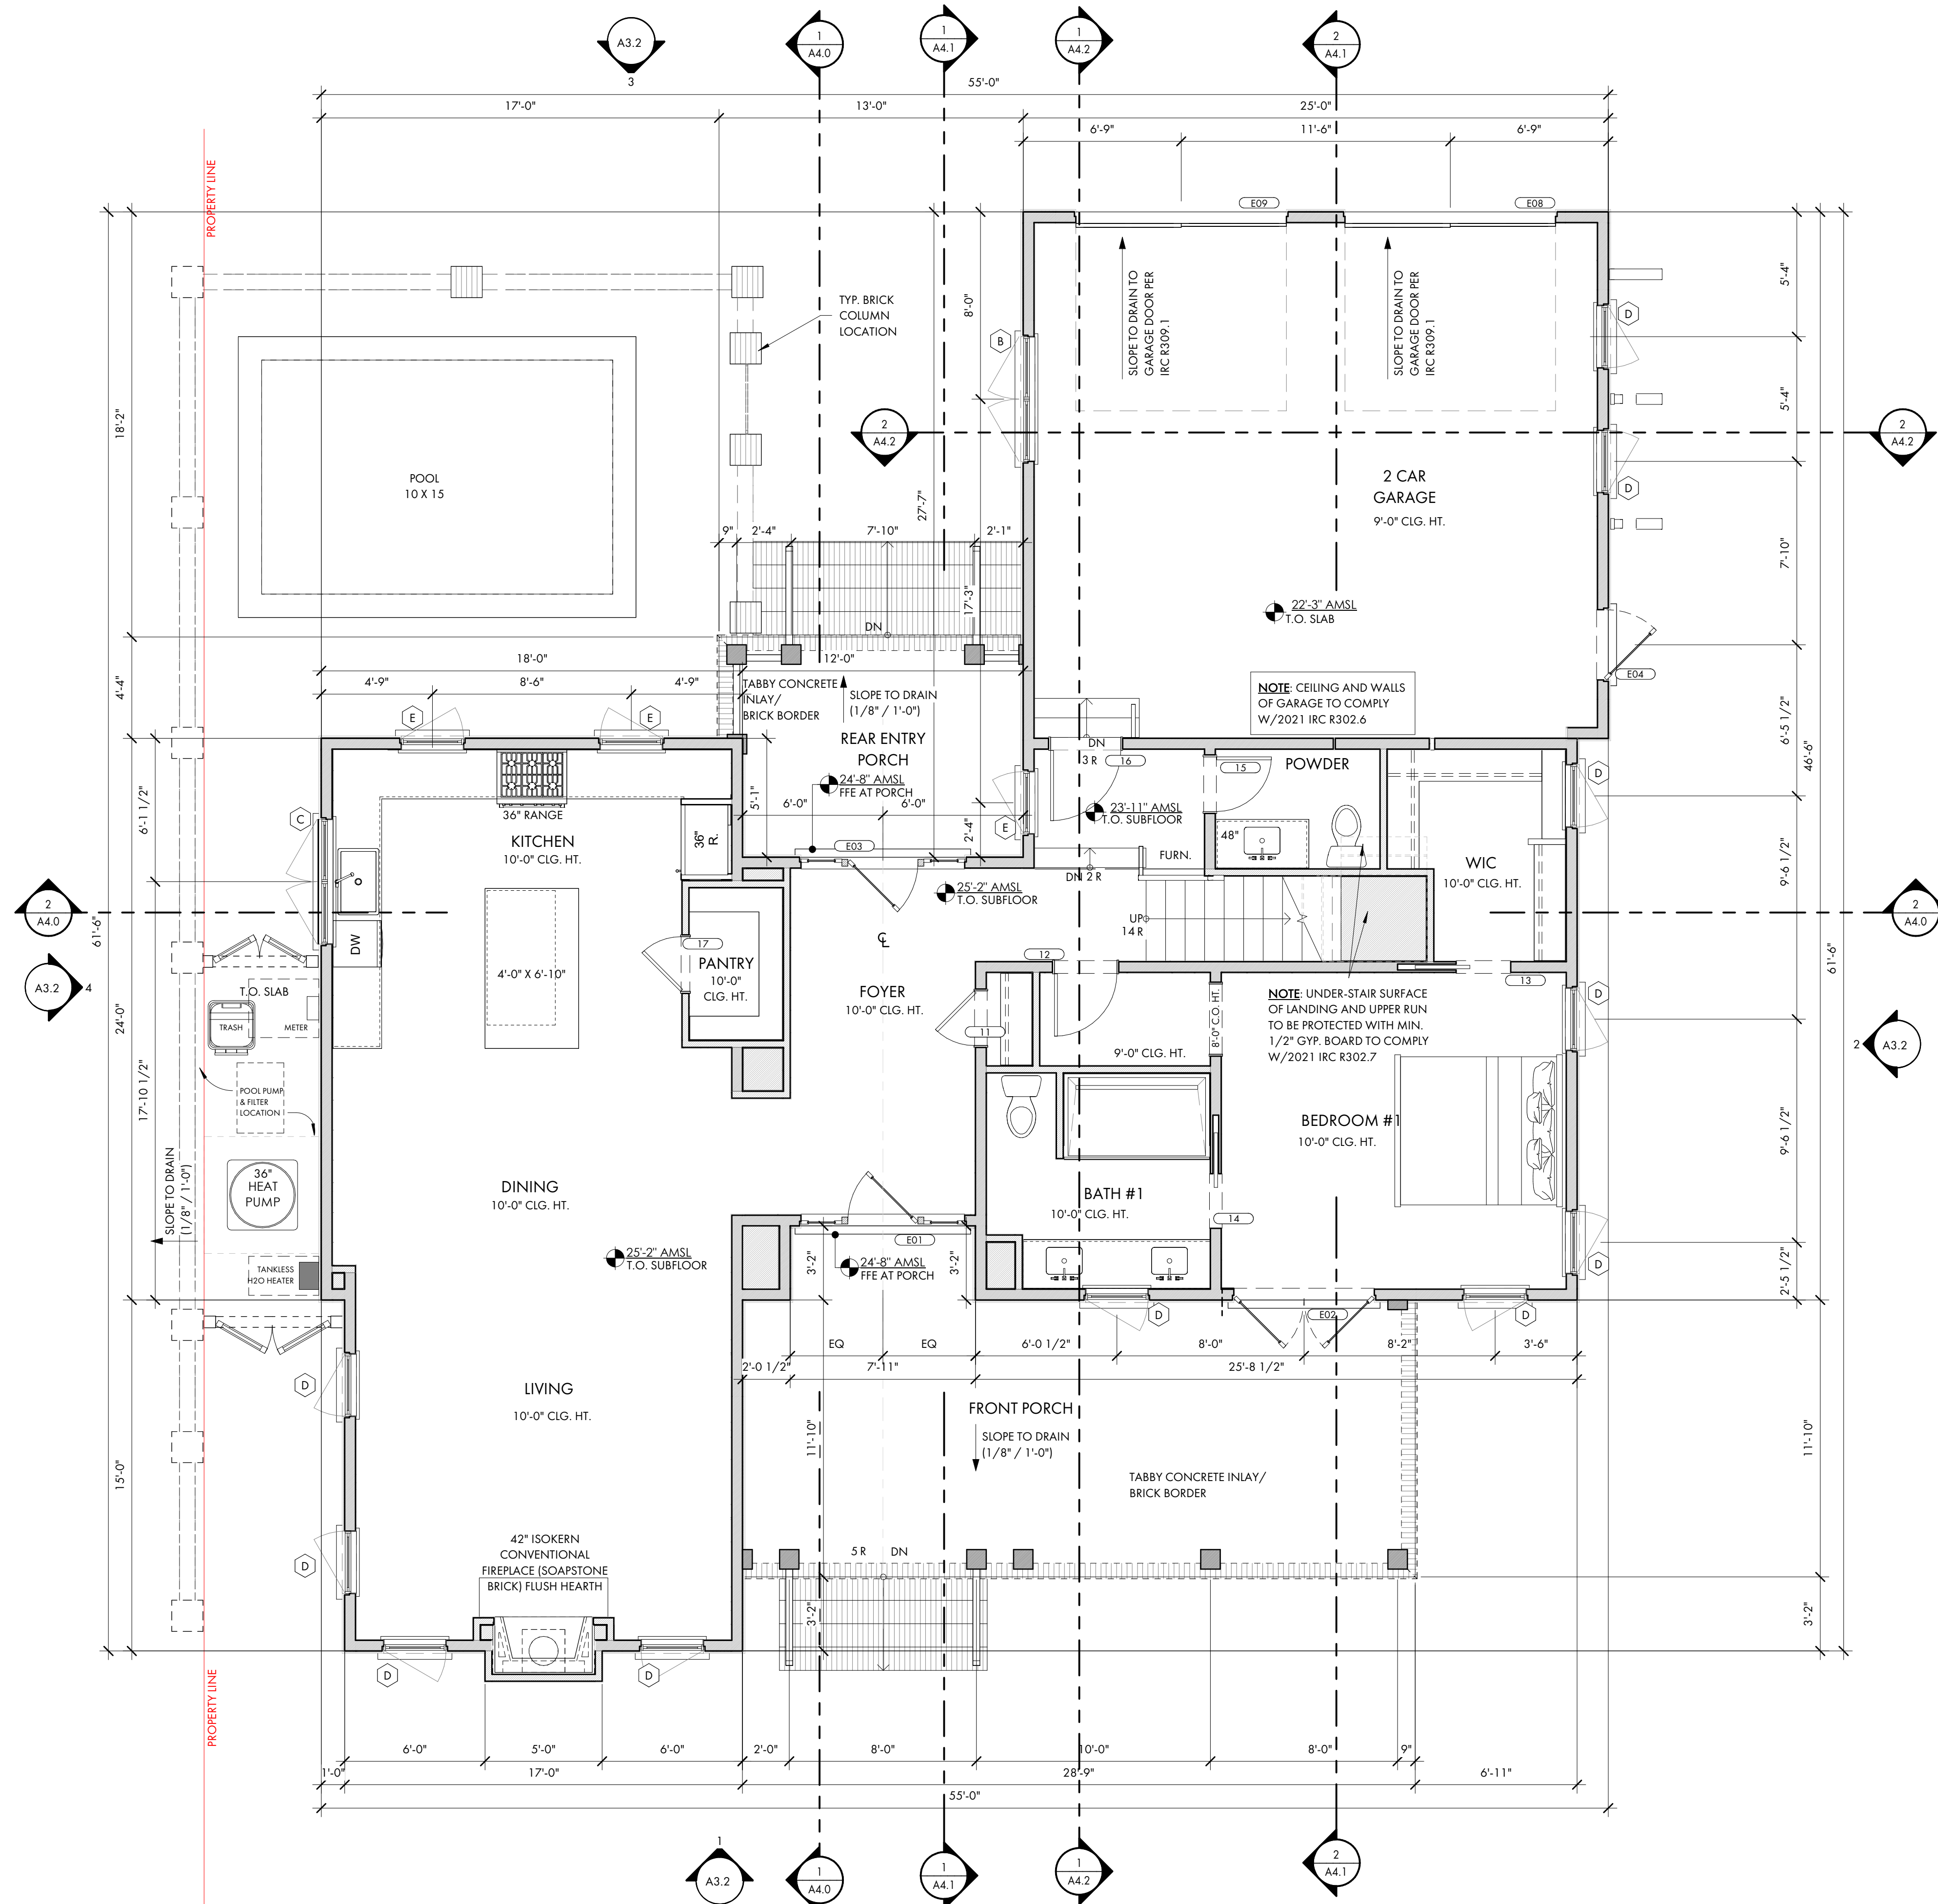 A3.2
3
1
A4.0
1
A4.1
1
A4.2
2
A4.1
55'-0"
17'-0"
13'-0"
25'-0"
6'-9"
11'-6"
6'-9"
PROPERTY LINE
E09
E08
SLOPE TO DRAIN TO
GARAGE DOOR PER
IRC R309.1
SLOPE TO DRAIN TO
GARAGE DOOR PER
IRC R309.1
TYP. BRICK
COLUMN
LOCATION
8'-0"
B
D
5'-4"
5'-4"
18'-2"
2
A4.2
2
A4.2
POOL
10 X 15
2 CAR
GARAGE
9'-0" CLG. HT.
D
27'-7"
9"
2'-4"
7'-10"
2'-1"
7'-10"
17'-3"
22'-3" AMSL
T.O. SLAB
DN
18'-0"
12'-0"
4'-4"
4'-9"
8'-6"
4'-9"
TABBY CONCRETE
INLAY/
BRICK BORDER
SLOPE TO DRAIN
(1/8" / 1'-0")
NOTE: CEILING AND WALLS
OF GARAGE TO COMPLY
W/2021 IRC R302.6
E04
6'-5 1/2"
46'-6"
E
E
REAR ENTRY
PORCH
24'-8" AMSL
FFE AT PORCH
DN
3 R
16
15
POWDER
D
6'-1 1/2"
C
36" RANGE
KITCHEN
10'-0" CLG. HT.
36"
R.
5'-1"
6'-0"
6'-0"
2'-4"
E
23'-11" AMSL
T.O. SUBFLOOR
48"
E03
FURN.
WIC
10'-0" CLG. HT.
9'-6 1/2"
DN 2 R
25'-2" AMSL
T.O. SUBFLOOR
2
A4.0
2
A4.0
61'-6"
61'-6"
UP
14 R
DW
17
12
13
A3.2
4
4'-0" X 6'-10"
PANTRY
10'-0"
CLG. HT.
FOYER
10'-0" CLG. HT.
T.O. SLAB
TRASH
METER
11
8'-0" C.O. HT.
NOTE: UNDER-STAIR SURFACE
OF LANDING AND UPPER RUN
TO BE PROTECTED WITH MIN.
1/2" GYP. BOARD TO COMPLY
W/2021 IRC R302.7
D
2
A3.2
24'-0"
9'-0" CLG. HT.
POOL PUMP
& FILTER
LOCATION
17'-10 1/2"
BEDROOM #1
10'-0" CLG. HT.
9'-6 1/2"
SLOPE TO DRAIN
(1/8" / 1'-0")
36"
HEAT
PUMP
DINING
10'-0" CLG. HT.
BATH #1
10'-0" CLG. HT.
14
25'-2" AMSL
T.O. SUBFLOOR
E01
3'-2"
24'-8" AMSL
FFE AT PORCH
3'-2"
TANKLESS
H2O HEATER
D
2'-5 1/2"
D
E02
D
EQ
EQ
6'-0 1/2"
8'-0"
8'-2"
3'-6"
2'-0 1/2"
7'-11"
25'-8 1/2"
D
LIVING
10'-0" CLG. HT.
FRONT PORCH
SLOPE TO DRAIN
(1/8" / 1'-0")
11'-10"
11'-10"
15'-0"
TABBY CONCRETE INLAY/
BRICK BORDER
42" ISOKERN
CONVENTIONAL
FIREPLACE (SOAPSTONE
BRICK) FLUSH HEARTH
D
5 R
DN
3'-2"
3'-2"
D
D
PROPERTY LINE
6'-0"
5'-0"
6'-0"
2'-0"
8'-0"
10'-0"
8'-0"
9"
1'-0"
17'-0"
28'-9"
6'-11"
55'-0"
1
A3.2
1
A4.0
1
A4.1
1
A4.2
2
A4.1